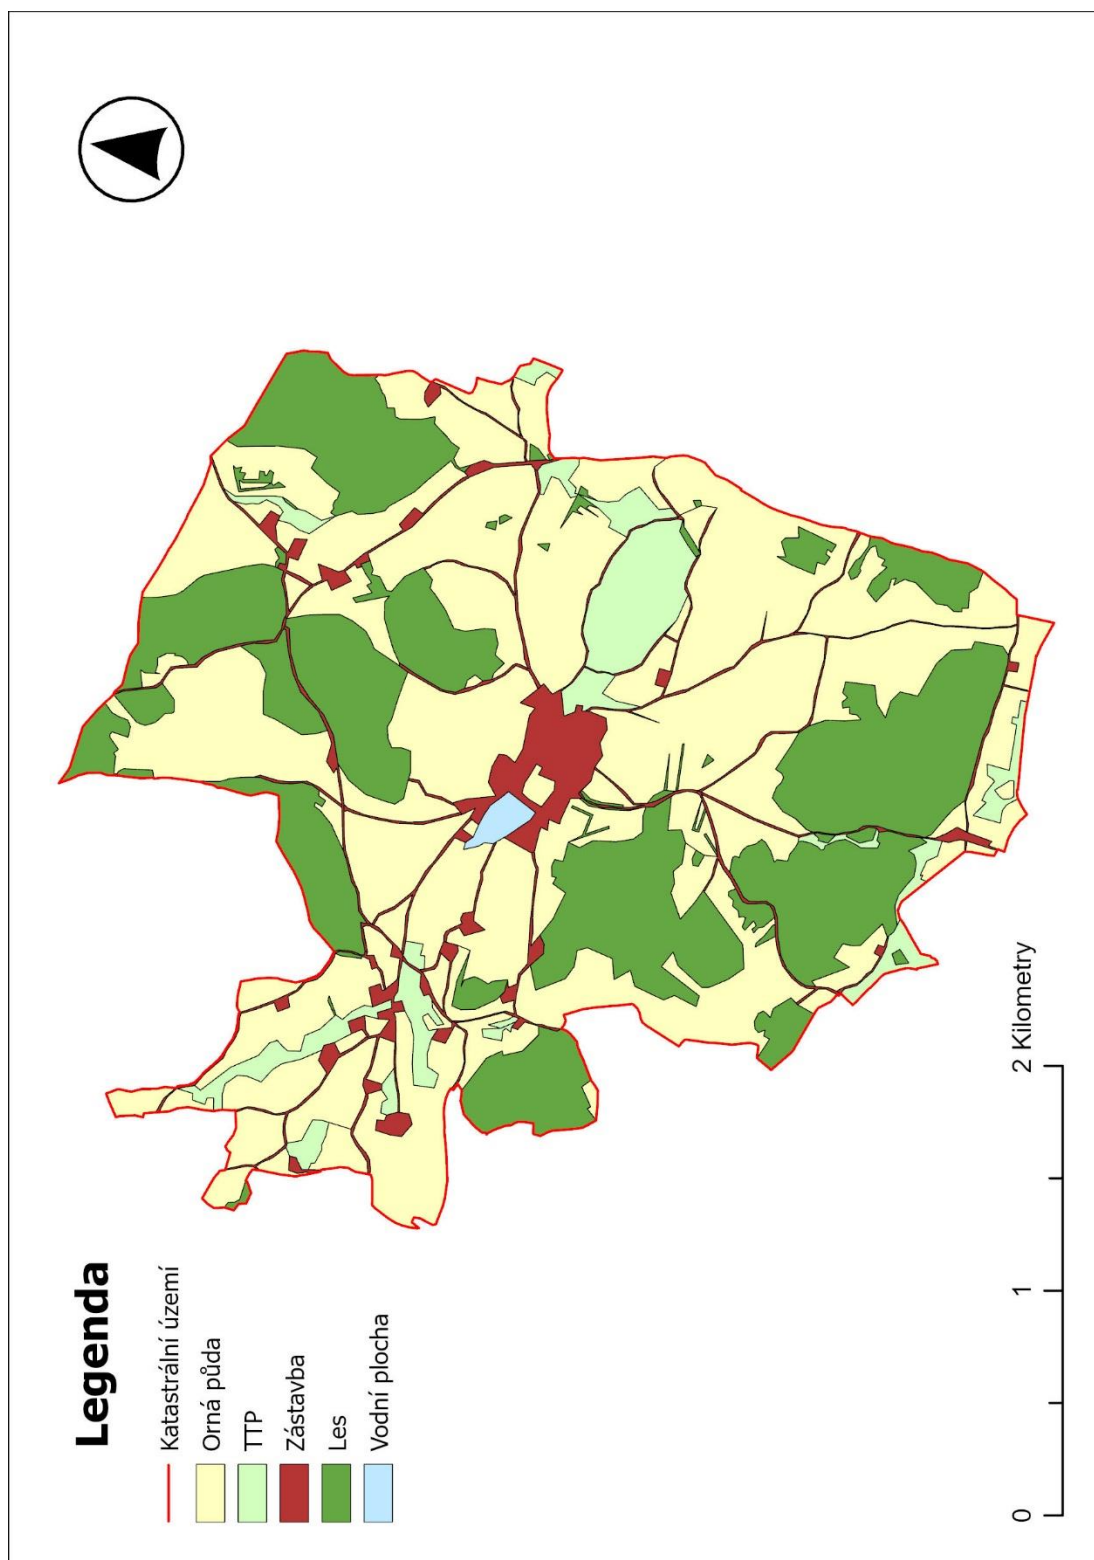 Legenda
Katastrální území
Orná půda
TTP
Zástavba
Les
Vodní plocha
0 1 2 Kilometry